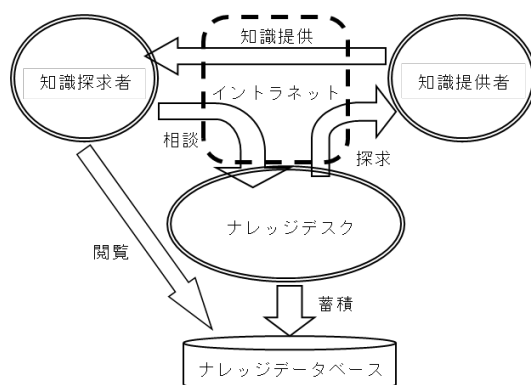 知識提供
知識探求者
イントラネット
知識提供者
相談
探求
ナレッジデスク
閲覧
蓄積
ナレッジデータベース